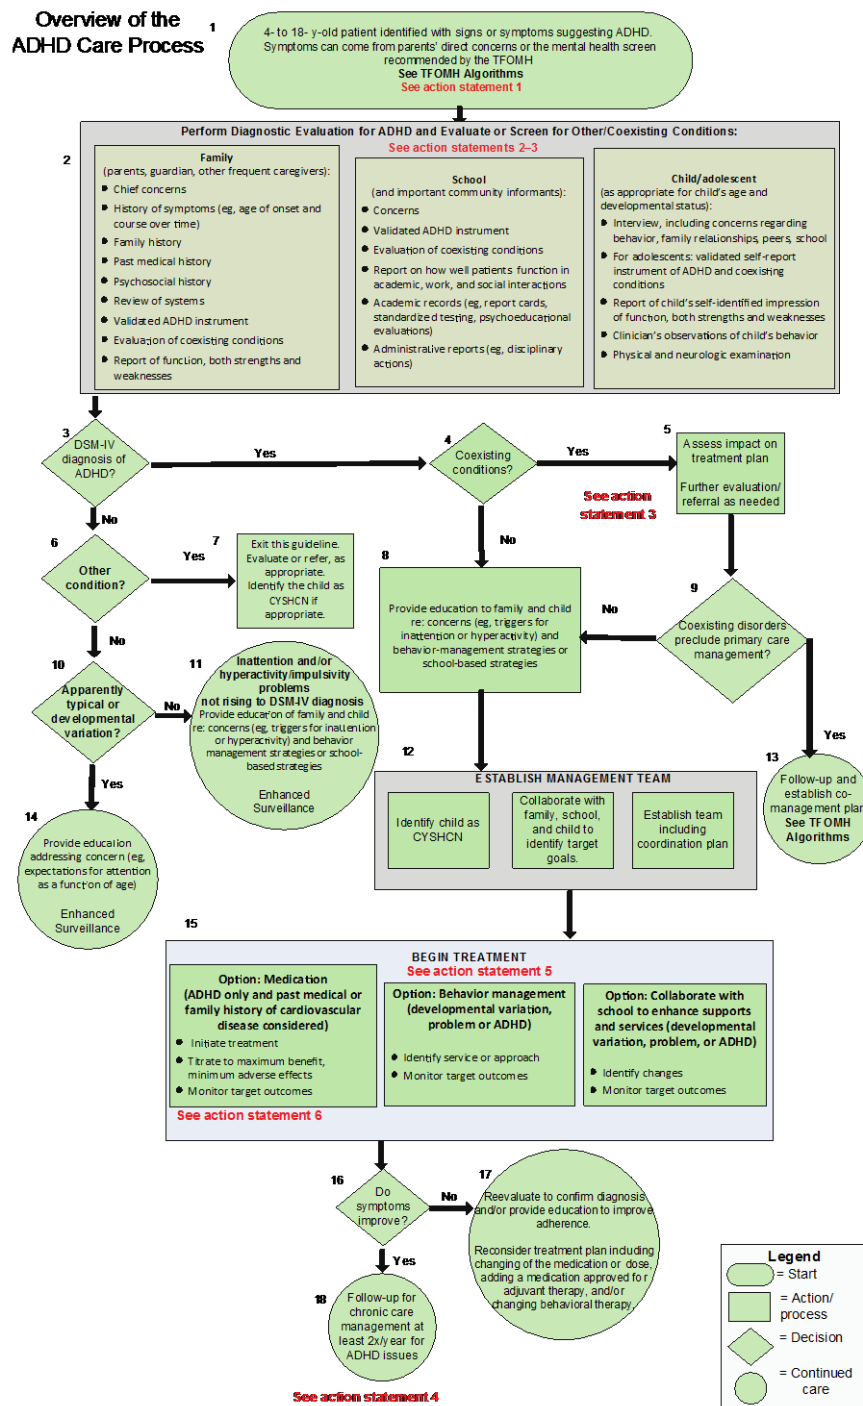 Overview of the
ADHD Care Process
1
4- to 18- y-old patient identified with signs or symptoms suggesting ADHD.
Symptoms can come from parents' direct concerns or the mental health screen
recommended by the TFOMH
See TFOMH Algorithms
See action statement 1
2
Perform Diagnostic Evaluation for ADHD and Evaluate or Screen for Other/Coexisting Conditions:
See action statements 2–3
Family
(parents, guardian, other frequent caregivers):
• Chief concerns
• History of symptoms (eg, age of onset and
course over time)
• Family history
• Past medical history
• Psychosocial history
• Review of systems
• Validated ADHD instrument
• Evaluation of coexisting conditions
• Report of function, both strengths and
weaknesses
School
(and important community informants):
• Concerns
• Validated ADHD instrument
• Evaluation of coexisting conditions
• Report on how well patients function in
academic, work, and social interactions
• Academic records (eg, report cards,
standardized testing, psychoeducational
evaluations)
• Administrative reports (eg, disciplinary
actions)
Child/adolescent
(as appropriate for child's age and
developmental status):
• Interview, including concerns regarding
behavior, family relationships, peers, school
• For adolescents: validated self-report
instrument of ADHD and coexisting
conditions
• Report of child's self-identified impression
of function, both strengths and weaknesses
• Clinician's observations of child's behavior
• Physical and neurologic examination
3
DSM-IV
diagnosis of
ADHD?
Yes
4
Coexisting
conditions?
Yes
5
Assess impact on
treatment plan
Further evaluation/
referral as needed
See action
statement 3
No
6
Other
condition?
Yes
7
Exit this guideline.
Evaluate or refer, as
appropriate.
Identify the child as
CYSHCN if
appropriate.
No
8
Provide education to family and child
re: concerns (eg, triggers for
inattention or hyperactivity) and
behavior-management strategies or
school-based strategies
No
9
Coexisting disorders
preclude primary care
management?
No
10
Apparently
typical or
developmental
variation?
No
11
Inattention and/or
hyperactivity/impulsivity
problems
not rising to DSM-IV diagnosis
Provide education of family and child
re: concerns (eg, triggers for inattention
or hyperactivity) and behavior
management strategies or school-
based strategies
Enhanced
Surveillance
Yes
12
ESTABLISH MANAGEMENT TEAM
Identify child as
CYSHCN
Collaborate with
family, school,
and child to
identify target
goals.
Establish team
including
coordination plan
Yes
13
Follow-up and
establish co-
management plan
See TFOMH
Algorithms
14
Provide education
addressing concern (eg,
expectations for attention
as a function of age)
Enhanced
Surveillance
15
BEGIN TREATMENT
See action statement 5
Option: Medication
(ADHD only and past medical or
family history of cardiovascular
disease considered)
• Initiate treatment
• Titrate to maximum benefit,
minimum adverse effects
• Monitor target outcomes
See action statement 6
Option: Behavior management
(developmental variation,
problem or ADHD)
• Identify service or approach
• Monitor target outcomes
Option: Collaborate with
school to enhance supports
and services (developmental
variation, problem, or ADHD)
• Identify changes
• Monitor target outcomes
16
Do
symptoms
improve?
No
17
Reevaluate to confirm diagnosis
and/or provide education to improve
adherence.
Reconsider treatment plan including
changing of the medication or dose,
adding a medication approved for
adjuvant therapy, and/or
changing behavioral therapy,
Yes
18
Follow-up for
chronic care
management at
least 2x/year for
ADHD issues
See action statement 4
Legend
= Start
= Action/
process
= Decision
= Continued
care